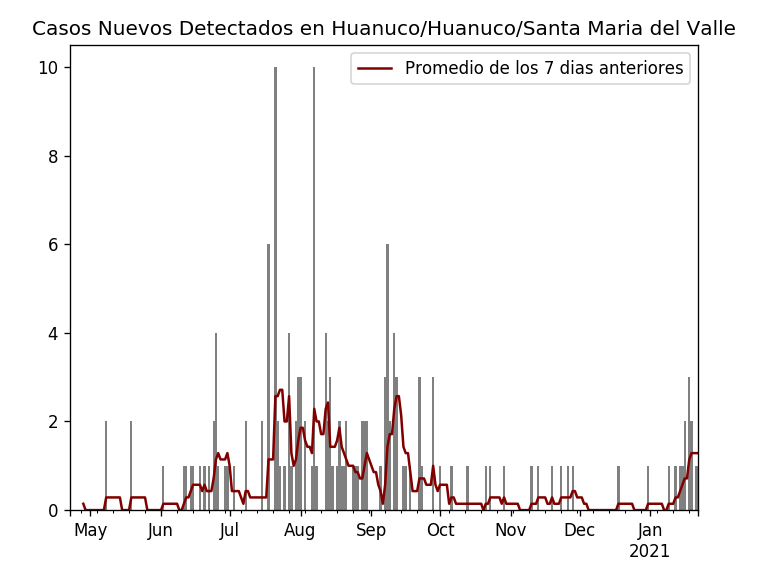 Casos Nuevos Detectados en Huanuco/Huanuco/Santa Maria del Valle
Promedio de los 7 dias anteriores
10
8
6
4
2
0
May Jun Jul Aug Sep Oct Nov Dec Jan
2021